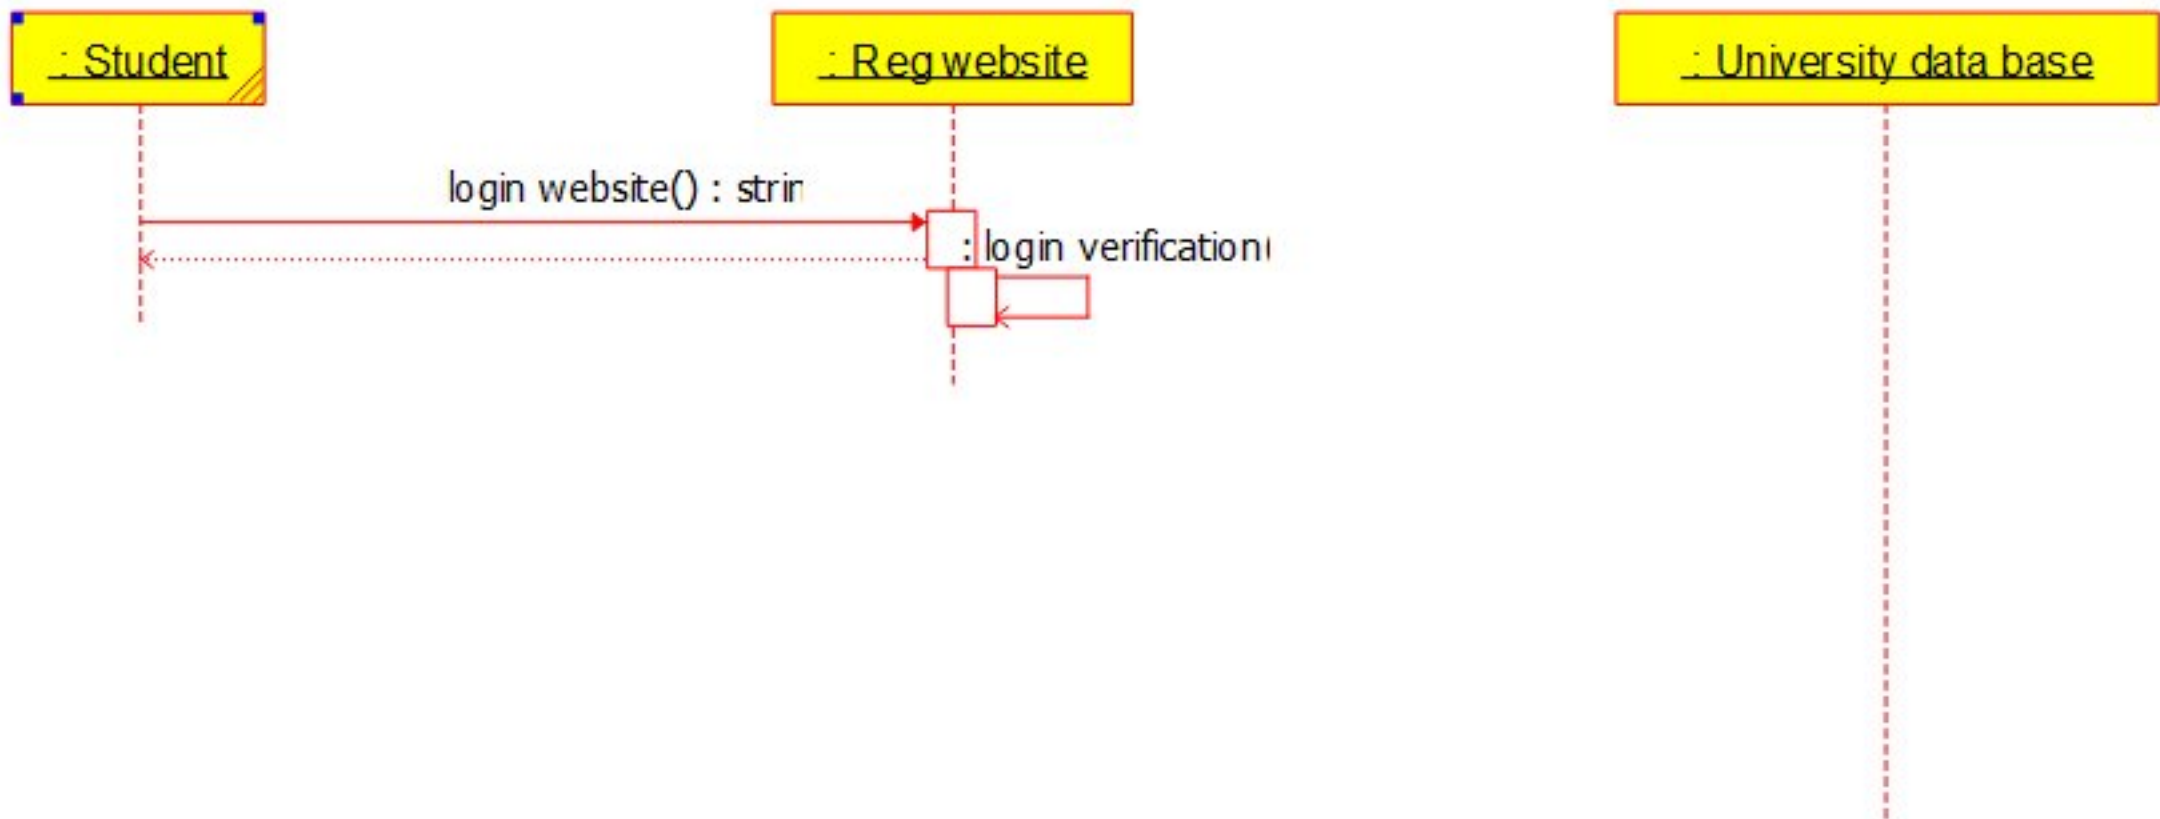 : Student
: Reg website
: University data base
login website() : strin
: login verification(